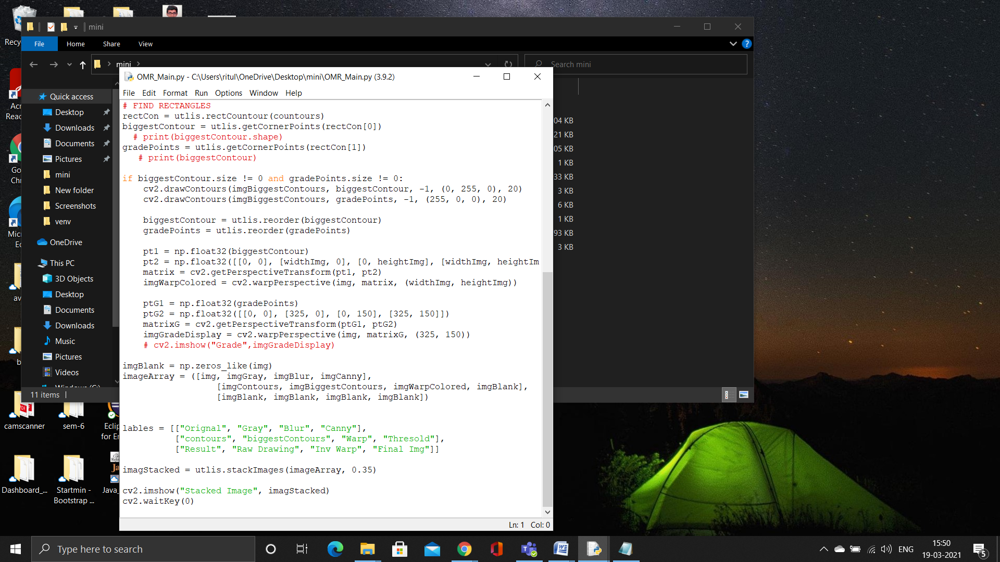 mini
File Home Share View
mini
Search mini
OMR_Main.py - C:\Users\ritul\OneDrive\Desktop\mini\OMR_Main.py (3.9.2)
File Edit Format Run Options Window Help
# FIND RECTANGLES
rectCon = utlis.rectCountour(countours)
biggestContour = utlis.getCornerPoints(rectCon[0])
# print(biggestContour.shape)
gradePoints = utlis.getCornerPoints(rectCon[1])
# print(biggestContour)
if biggestContour.size != 0 and gradePoints.size != 0:
cv2.drawContours(imgBiggestContours, biggestContour, -1, (0, 255, 0), 20)
cv2.drawContours(imgBiggestContours, gradePoints, -1, (255, 0, 0), 20)
biggestContour = utlis.reorder(biggestContour)
gradePoints = utlis.reorder(gradePoints)
pt1 = np.float32(biggestContour)
pt2 = np.float32([[0, 0], [widthImg, 0], [0, heightImg], [widthImg, heightIm
matrix = cv2.getPerspectiveTransform(pt1, pt2)
imgWarpColored = cv2.warpPerspective(img, matrix, (widthImg, heightImg))
ptG1 = np.float32(gradePoints)
ptG2 = np.float32([[0, 0], [325, 0], [0, 150], [325, 150]])
matrixG = cv2.getPerspectiveTransform(ptG1, ptG2)
imgGradeDisplay = cv2.warpPerspective(img, matrixG, (325, 150))
# cv2.imshow("Grade",imgGradeDisplay)
imgBlank = np.zeros_like(img)
imageArray = ([img, imgGray, imgBlur, imgCanny],
[imgContours, imgBiggestContours, imgWarpColored, imgBlank],
[imgBlank, imgBlank, imgBlank, imgBlank])
lables = [["Orignal", "Gray", "Blur", "Canny"],
["contours", "biggestContours", "Warp", "Thresold"],
["Result", "Raw Drawing", "Inv Warp", "Final Img"]]
imagStacked = utlis.stackImages(imageArray, 0.35)
cv2.imshow("Stacked Image", imagStacked)
cv2.waitKey(0)
Ln: 1 Col: 0
Quick access
Desktop
Downloads
Documents
Pictures
mini
New folder
Screenshots
venv
OneDrive
This PC
3D Objects
Desktop
Documents
Downloads
Music
Pictures
Videos
11 items
04 KB
21 KB
05 KB
1 KB
33 KB
3 KB
6 KB
1 KB
93 KB
3 KB
Recy
Acr
Reac
Go
Chr
Mic
Ec
av
b
camscanner
sem-6
Eclip
for En
Dashboard_...
Startmin -
Bootstrap ...
Java_
Type here to search
ENG
15:50
19-03-2021
5